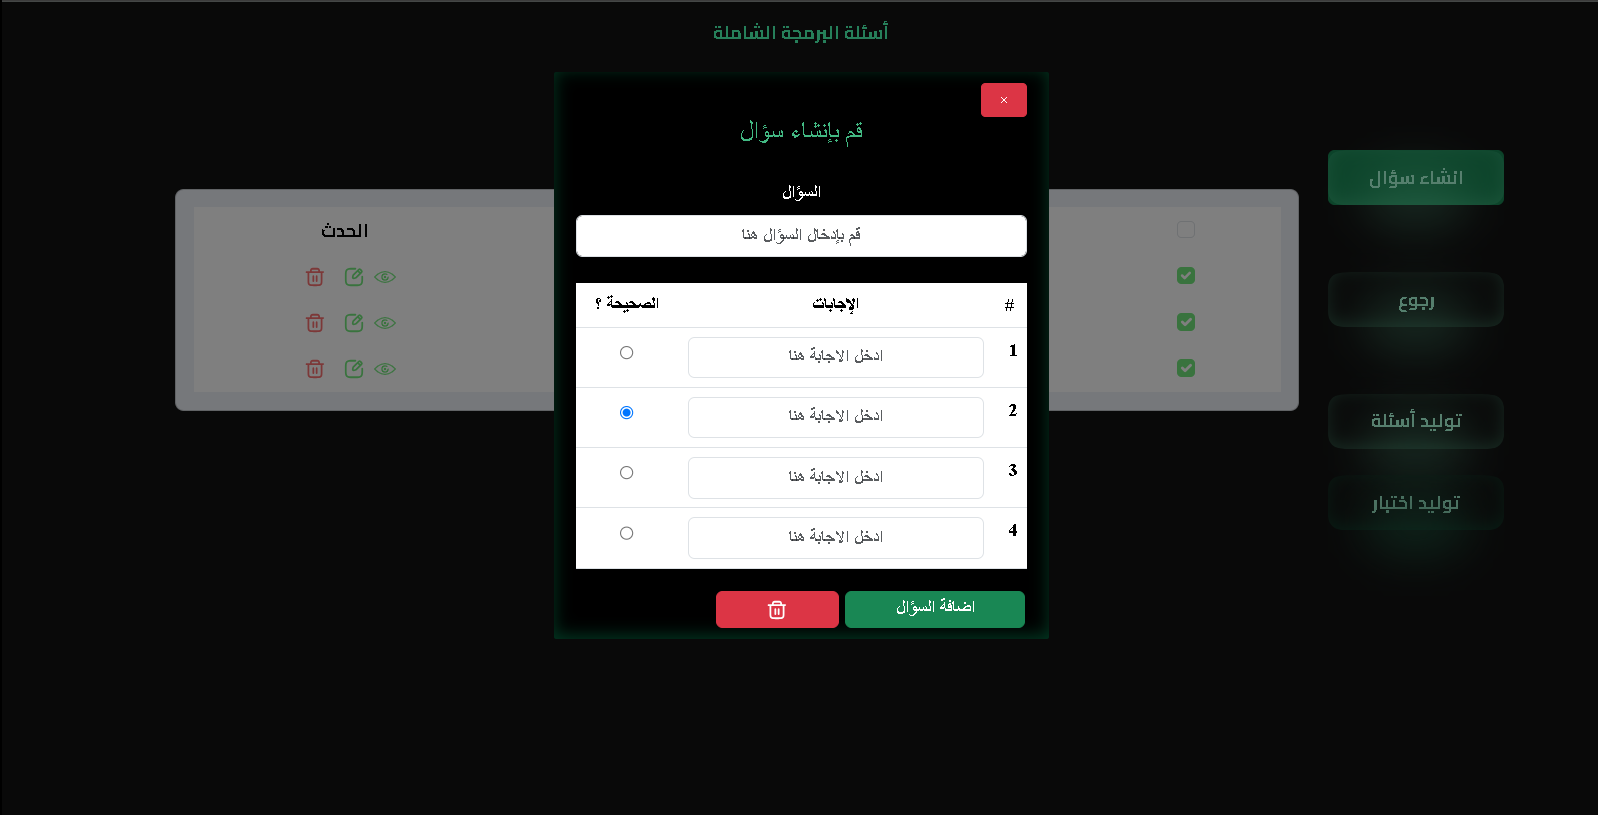 أسئلة البرمجة الشاملة
×
قم بإنشاء سؤال
السؤال
قم بإدخال السؤال هنا
# الإجابات الصحيحة ؟
1 ادخل الاجابة هنا
2 ادخل الاجابة هنا
3 ادخل الاجابة هنا
4 ادخل الاجابة هنا
اضافة السؤال
انشاء سؤال
رجوع
توليد أسئلة
توليد اختبار
الحدث